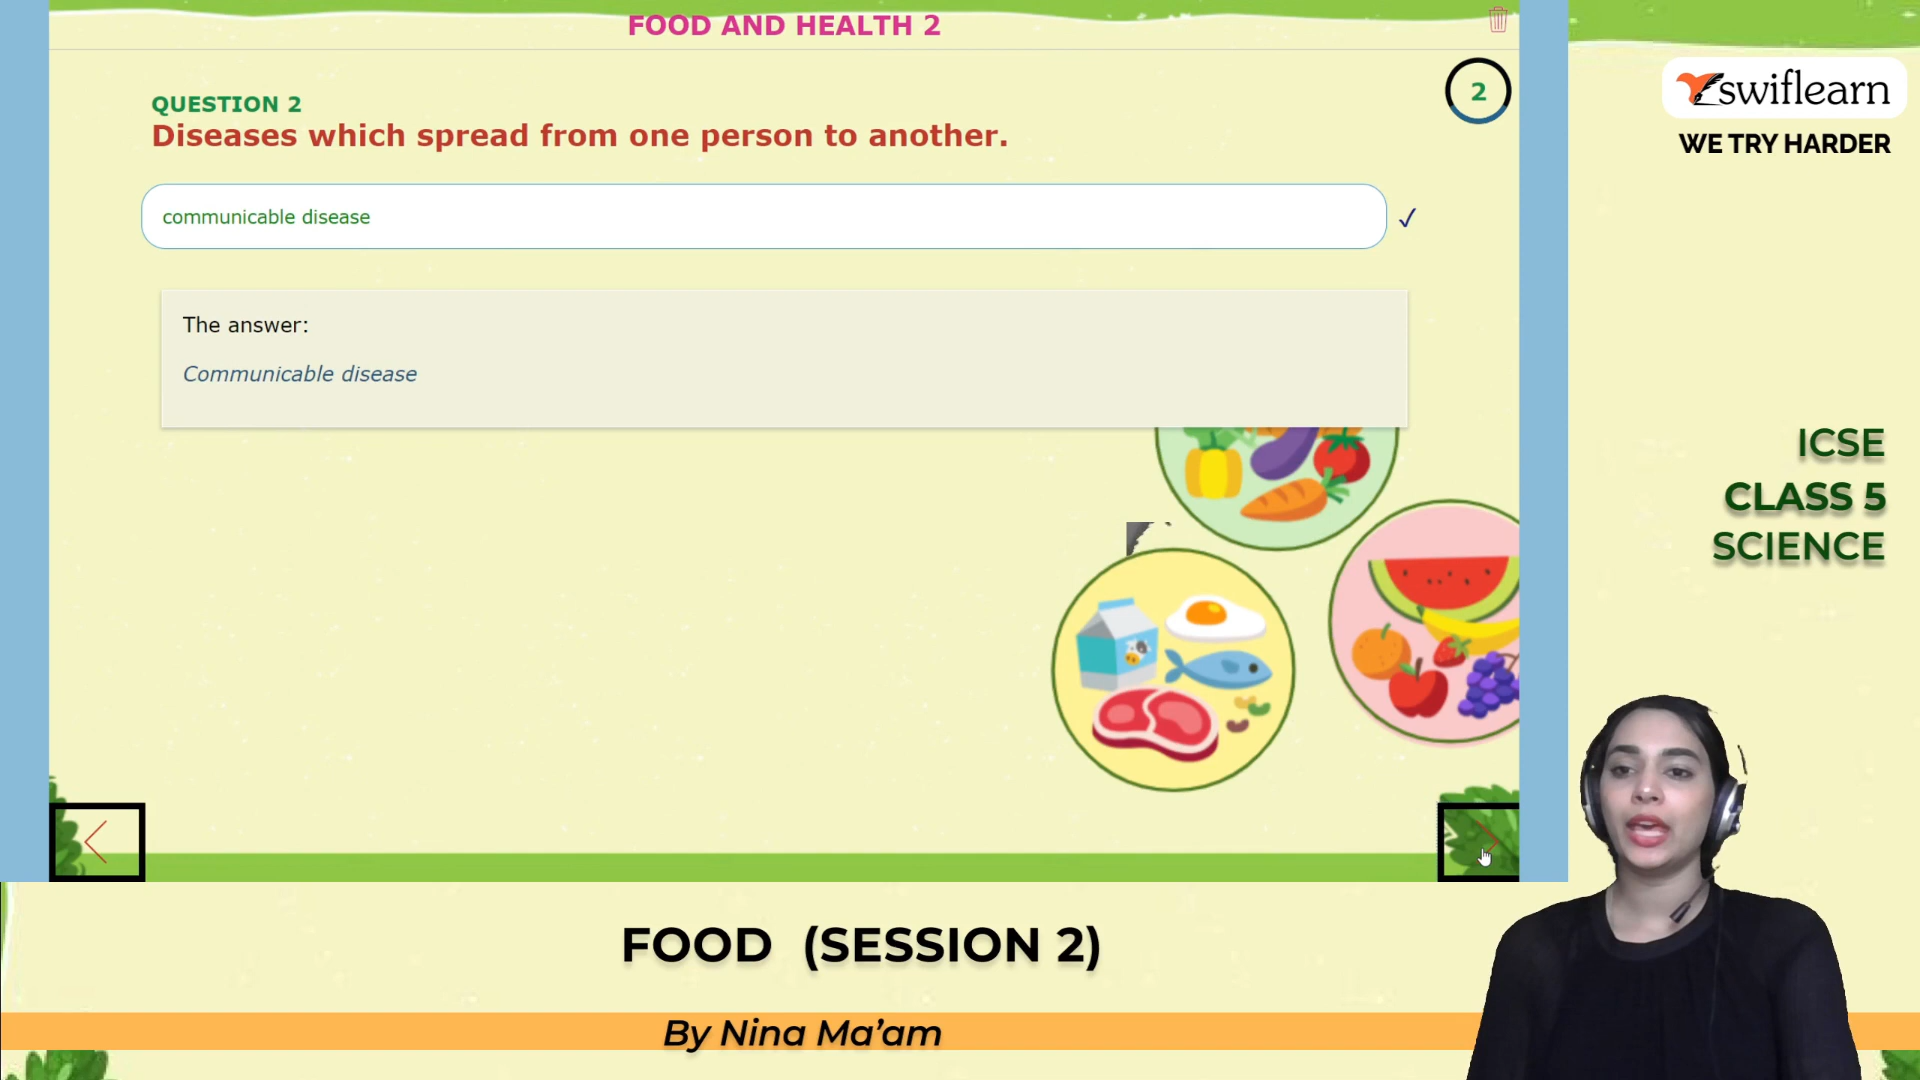 FOOD AND HEALTH 2
2
QUESTION 2
Diseases which spread from one person to another.
communicable disease ✓
The answer:
Communicable disease
swiflearn
WE TRY HARDER
ICSE
CLASS 5
SCIENCE
FOOD (SESSION 2)
By Nina Ma’am